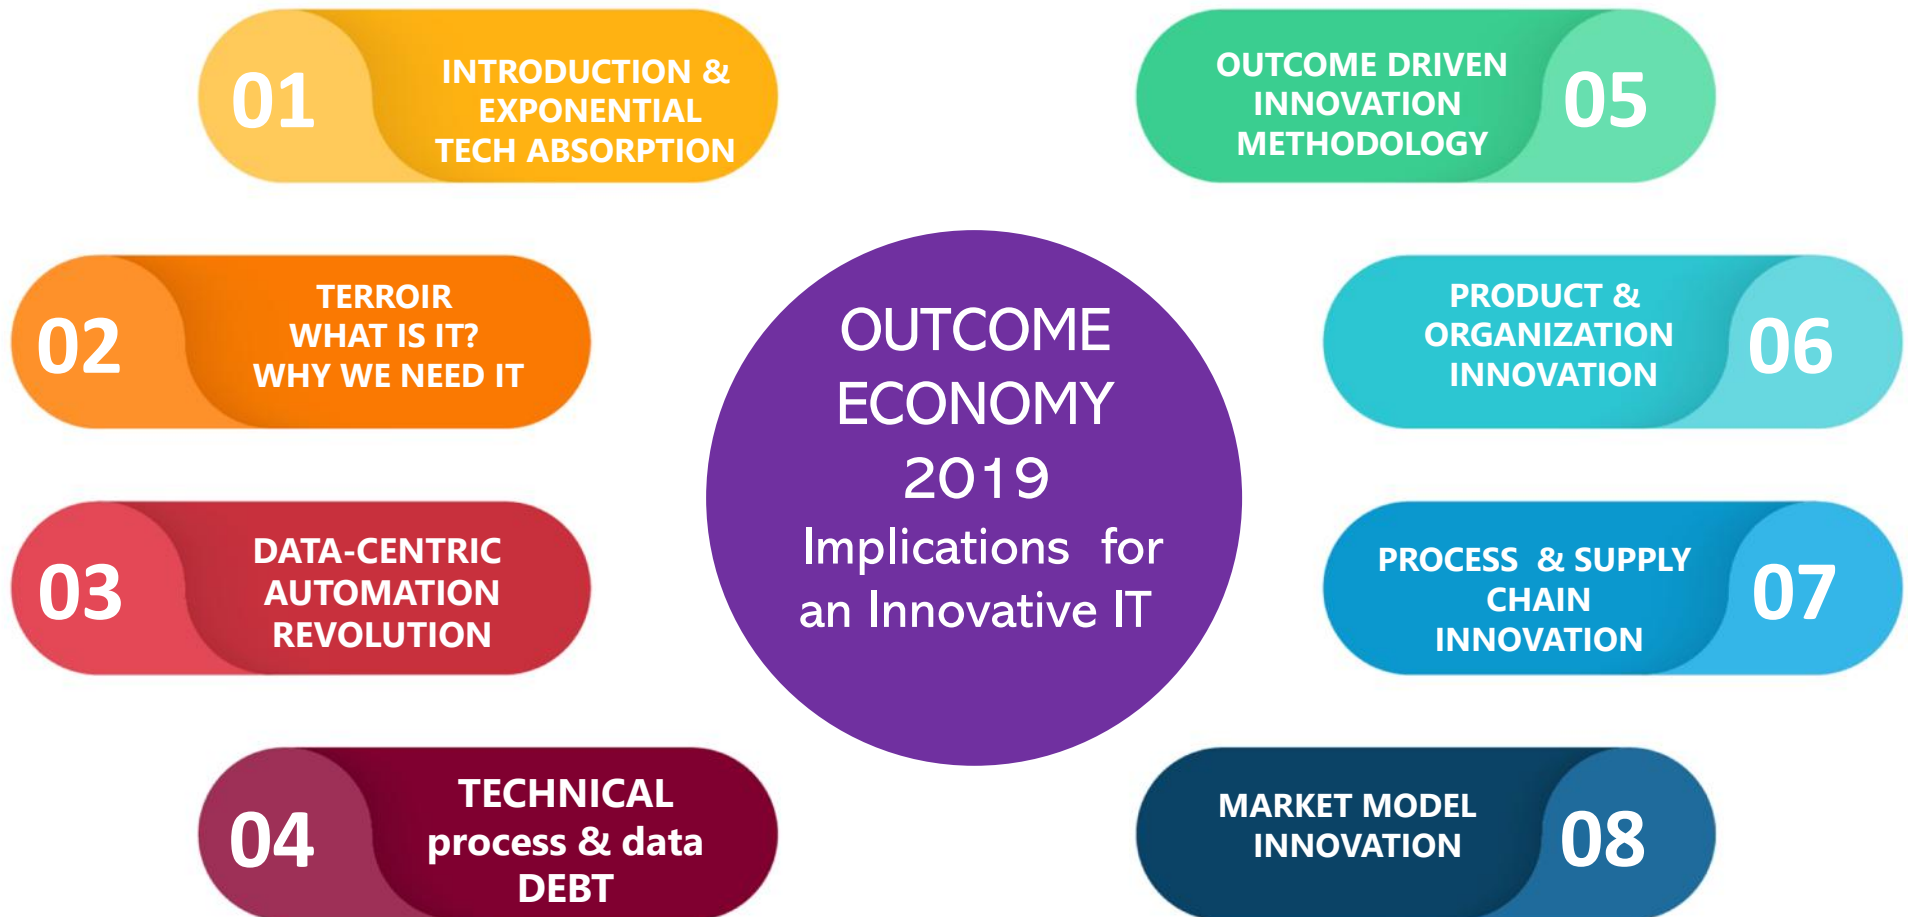 01
INTRODUCTION &
EXPONENTIAL
TECH ABSORPTION
02
TERROIR
WHAT IS IT?
WHY WE NEED IT
03
DATA-CENTRIC
AUTOMATION
REVOLUTION
04
TECHNICAL
process & data
DEBT
OUTCOME
ECONOMY
2019
Implications for
an Innovative IT
OUTCOME DRIVEN
INNOVATION
METHODOLOGY
05
PRODUCT &
ORGANIZATION
INNOVATION
06
PROCESS & SUPPLY
CHAIN
INNOVATION
07
MARKET MODEL
INNOVATION
08